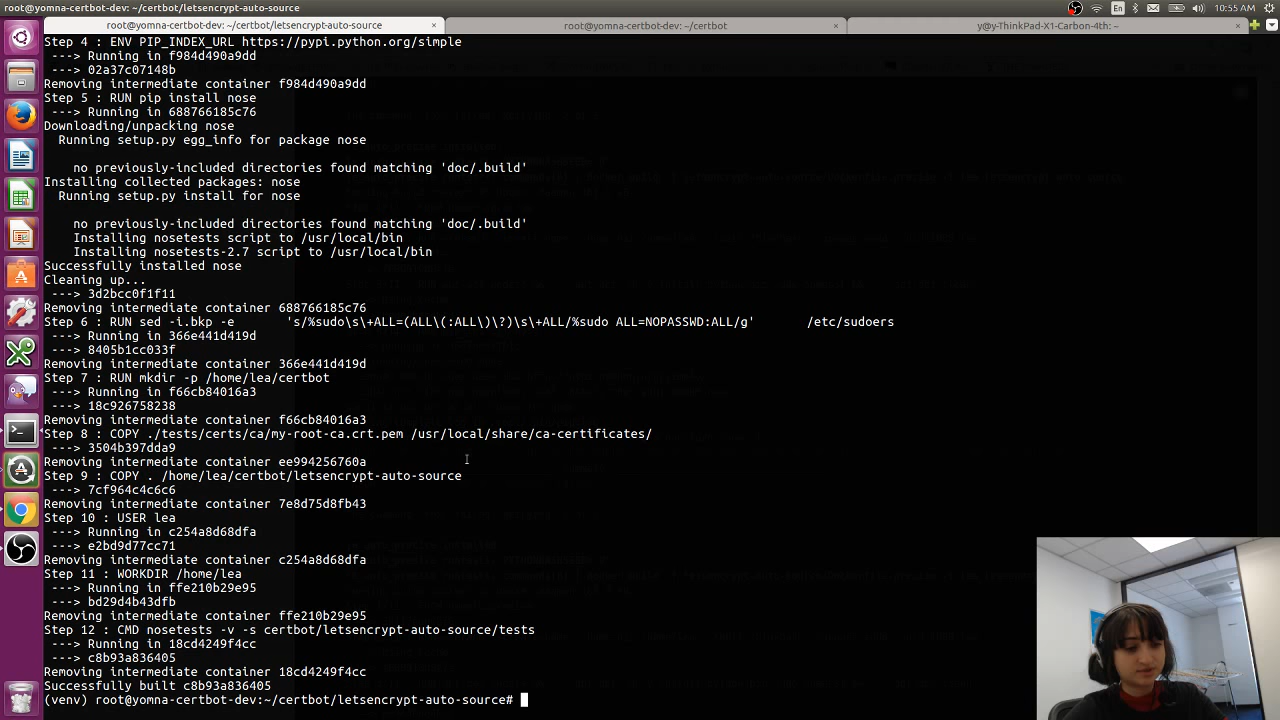 root@yomna-certbot-dev: ~/certbot/letsencrypt-auto-source
En
10:55 AM
root@yomna-certbot-dev: ~/certbot/letsencrypt-auto-source
root@yomna-certbot-dev: ~/certbot
y@y-ThinkPad-X1-Carbon-4th: ~
Step 4 : ENV PIP_INDEX_URL https://pypi.python.org/simple
---> Running in f984d490a9dd
---> 02a37c07148b
Removing intermediate container f984d490a9dd
Step 5 : RUN pip install nose
---> Running in 688766185c76
Downloading/unpacking nose
Running setup.py egg_info for package nose
no previously-included directories found matching 'doc/.build'
Installing collected packages: nose
Running setup.py install for nose
no previously-included directories found matching 'doc/.build'
Installing nosetests script to /usr/local/bin
Installing nosetests-2.7 script to /usr/local/bin
Successfully installed nose
Cleaning up...
---> 3d2bcc0f1f11
Removing intermediate container 688766185c76
Step 6 : RUN sed -i.bkp -e 's/%sudo\s\+ALL=(ALL\(:ALL\)\?)\s\+ALL/%sudo ALL=NOPASSWD:ALL/g' /etc/sudoers
---> Running in 366e441d419d
---> 8405b1cc033f
Removing intermediate container 366e441d419d
Step 7 : RUN mkdir -p /home/lea/certbot
---> Running in f66cb84016a3
---> 18c926758238
Removing intermediate container f66cb84016a3
Step 8 : COPY ./tests/certs/ca/my-root-ca.crt.pem /usr/local/share/ca-certificates/
---> 3504b397dda9
Removing intermediate container ee994256760a
Step 9 : COPY . /home/lea/certbot/letsencrypt-auto-source
---> 7cf964c4c6c6
Removing intermediate container 7e8d75d8fb43
Step 10 : USER lea
---> Running in c254a8d68dfa
---> e2bd9d77cc71
Removing intermediate container c254a8d68dfa
Step 11 : WORKDIR /home/lea
---> Running in ffe210b29e95
---> bd29d4b43dfb
Removing intermediate container ffe210b29e95
Step 12 : CMD nosetests -v -s certbot/letsencrypt-auto-source/tests
---> Running in 18cd4249f4cc
---> c8b93a836405
Removing intermediate container 18cd4249f4cc
Successfully built c8b93a836405
(venv) root@yomna-certbot-dev:~/certbot/letsencrypt-auto-source#